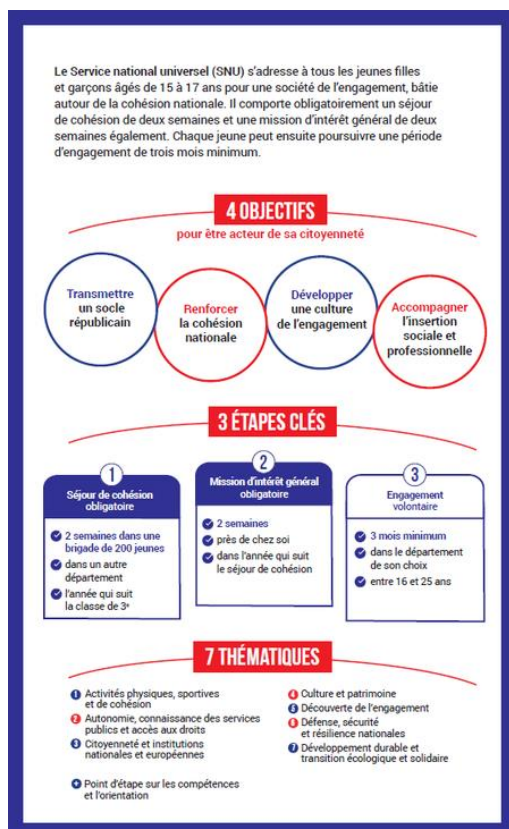 Le Service national universel (SNU) s'adresse à tous les jeunes filles
et garçons âgés de 15 à 17 ans pour une société de l'engagement, bâtie
autour de la cohésion nationale. Il comporte obligatoirement un séjour
de cohésion de deux semaines et une mission d'intérêt général de deux
semaines également. Chaque jeune peut ensuite poursuivre une période
d'engagement de trois mois minimum.
4 OBJECTIFS
pour être acteur de sa citoyenneté
Transmettre
un socle
républicain
Renforcer
la cohésion
nationale
Développer
une culture
de l'engagement
Accompagner
l'insertion
sociale et
professionnelle
3 ÉTAPES CLÉS
1
Séjour de cohésion
obligatoire
2 semaines dans une
brigade de 200 jeunes
dans un autre
département
l'année qui suit
la classe de 3e
2
Mission d'intérêt général
obligatoire
2 semaines
près de chez soi
dans l'année qui suit
le séjour de cohésion
3
Engagement
volontaire
3 mois minimum
dans le département
de son choix
entre 16 et 25 ans
7 THÉMATIQUES
1 Activités physiques, sportives
et de cohésion
2 Autonomie, connaissance des services
publics et accès aux droits
3 Citoyenneté et institutions
nationales et européennes
+ Point d'étape sur les compétences
et l'orientation
4 Culture et patrimoine
5 Découverte de l'engagement
6 Défense, sécurité
et résilience nationales
7 Développement durable et
transition écologique et solidaire